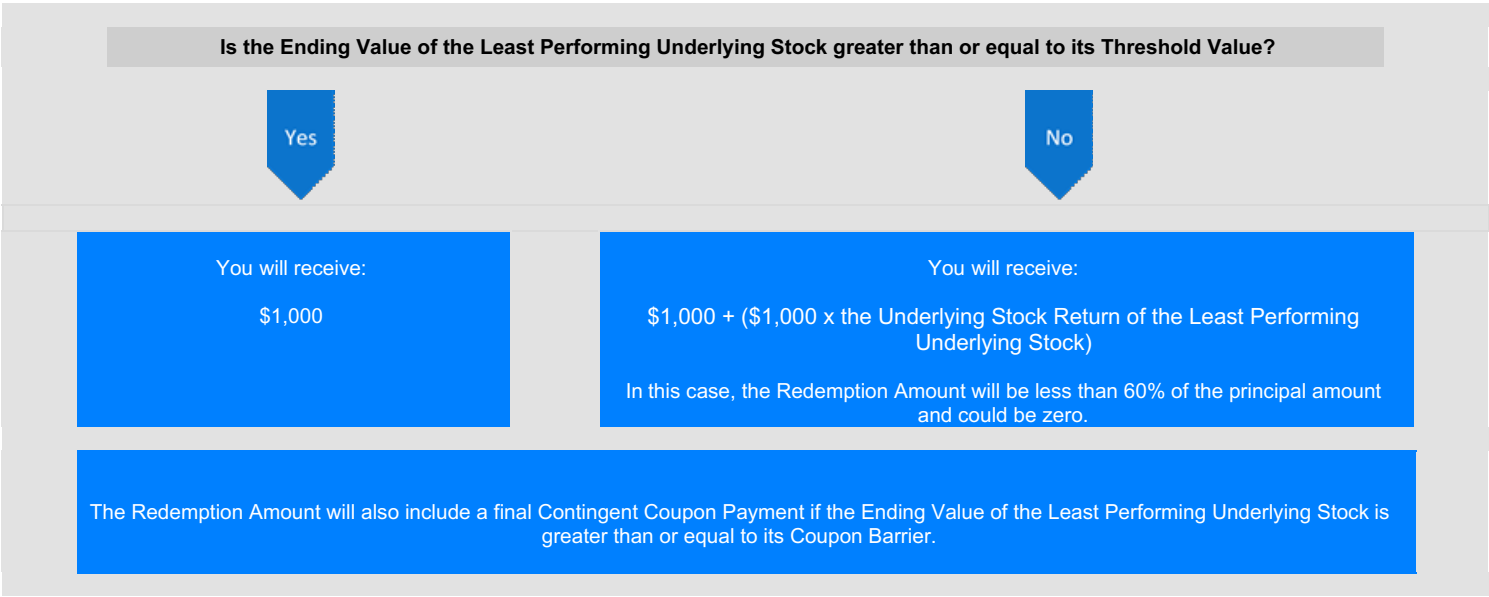 Is the Ending Value of the Least Performing Underlying Stock greater than or equal to its Threshold Value?
Yes
No
You will receive:
$1,000
You will receive:
$1,000 + ($1,000 x the Underlying Stock Return of the Least Performing
Underlying Stock)
In this case, the Redemption Amount will be less than 60% of the principal amount
and could be zero.
The Redemption Amount will also include a final Contingent Coupon Payment if the Ending Value of the Least Performing Underlying Stock is
greater than or equal to its Coupon Barrier.